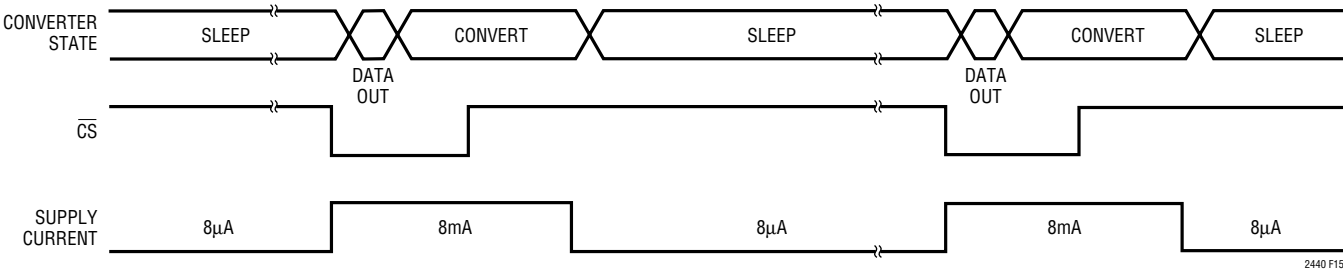 CONVERTER
STATE
SLEEP
CONVERT
SLEEP
CONVERT
SLEEP
DATA
OUT
DATA
OUT
CS
SUPPLY
CURRENT
8μA
8mA
8μA
8mA
8μA
2440 F15